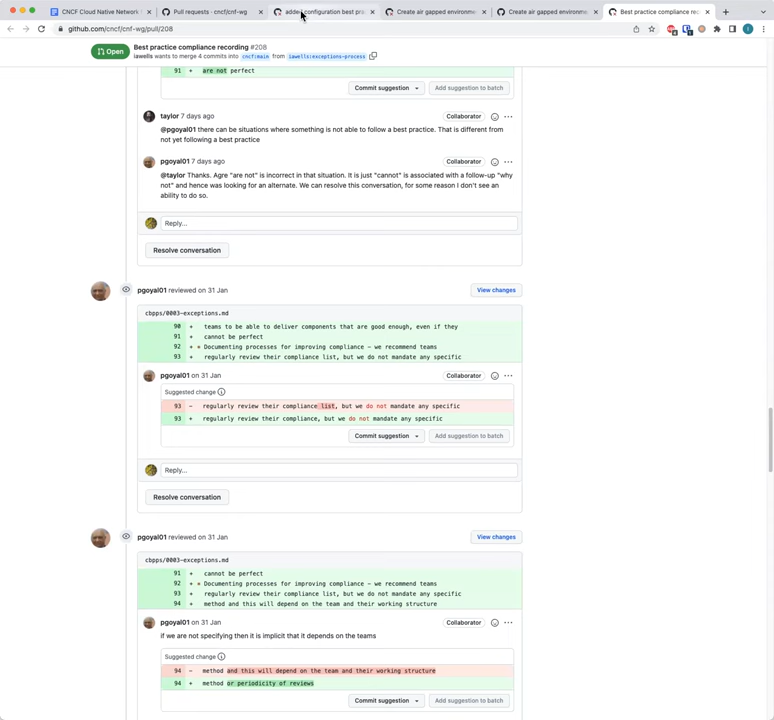 CNCF Cloud Native Network
Pull requests · cncf/cnf-wg
added configuration best pra
Create air gapped environme
Create air gapped environme
Best practice compliance rec
github.com/cncf/cnf-wg/pull/208
Open
Best practice compliance recording #208
iawells wants to merge 4 commits into cncf:main from iawells:exceptions-process
91 + are not perfect
Commit suggestion
Add suggestion to batch
taylor 7 days ago
Collaborator
@pgoyal01 there can be situations where something is not able to follow a best practice. That is different from
not yet following a best practice
pgoyal01 7 days ago
Collaborator
@taylor Thanks. Agre "are not" is incorrect in that situation. It is just "cannot" is associated with a follow-up "why
not" and hence was looking for an alternate. We can resolve this conversation, for some reason I don't see an
ability to do so.
Reply...
Resolve conversation
pgoyal01 reviewed on 31 Jan
View changes
cbpps/0003-exceptions.md
90 + teams to be able to deliver components that are good enough, even if they
91 + cannot be perfect
92 + * Documenting processes for improving compliance - we recommend teams
93 + regularly review their compliance list, but we do not mandate any specific
pgoyal01 on 31 Jan
Collaborator
Suggested change
93 - regularly review their compliance list, but we do not mandate any specific
93 + regularly review their compliance, but we do not mandate any specific
Commit suggestion
Add suggestion to batch
Reply...
Resolve conversation
pgoyal01 reviewed on 31 Jan
View changes
cbpps/0003-exceptions.md
91 + cannot be perfect
92 + * Documenting processes for improving compliance - we recommend teams
93 + regularly review their compliance list, but we do not mandate any specific
94 + method and this will depend on the team and their working structure
pgoyal01 on 31 Jan
Collaborator
if we are not specifying then it is implicit that it depends on the teams
Suggested change
94 - method and this will depend on the team and their working structure
94 + method or periodicity of reviews
Commit suggestion
Add suggestion to batch